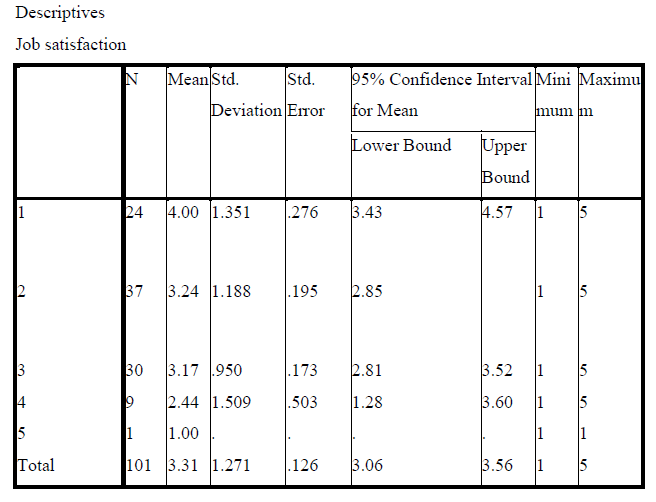 Descriptives
Job satisfaction
N Mean Std. Deviation Std. Error 95% Confidence Interval for Mean Mini mum Maximu m
Lower Bound Upper Bound
1 24 4.00 1.351 .276 3.43 4.57 1 5
2 37 3.24 1.188 .195 2.85 1 5
3 30 3.17 .950 .173 2.81 3.52 1 5
4 9 2.44 1.509 .503 1.28 3.60 1 5
5 1 1.00 . . . . 1 1
Total 101 3.31 1.271 .126 3.06 3.56 1 5